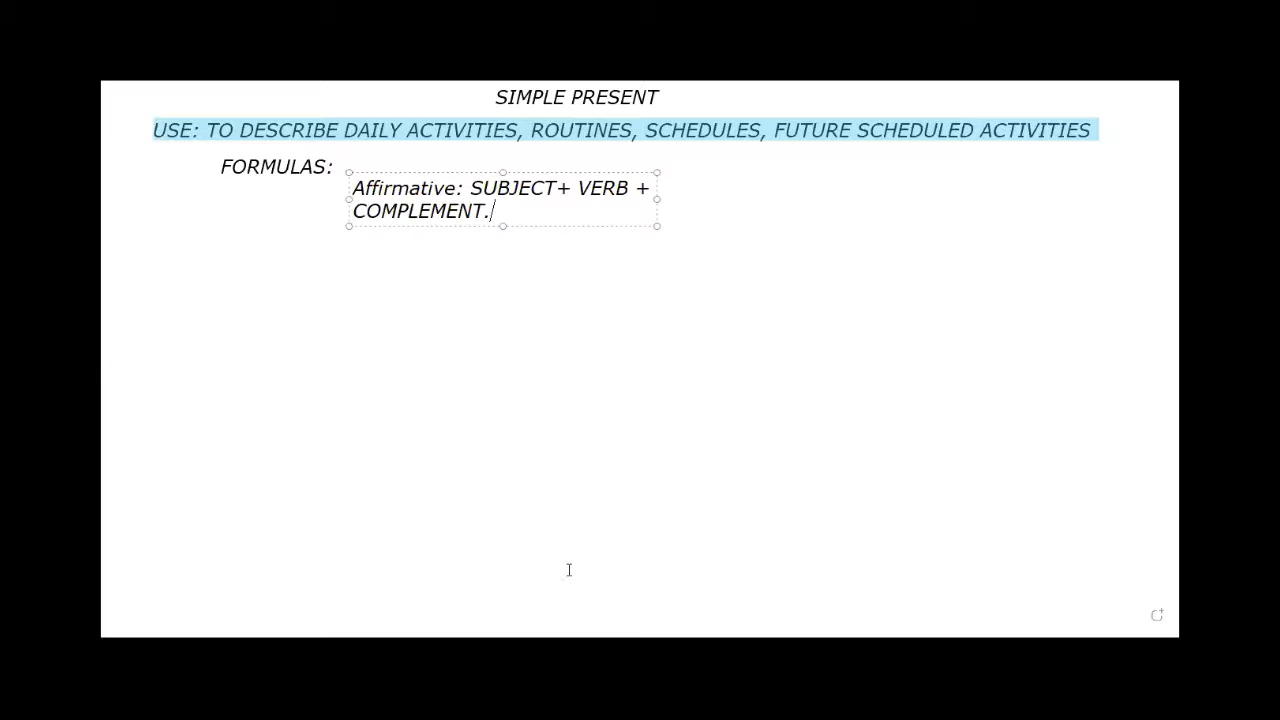 SIMPLE PRESENT
USE: TO DESCRIBE DAILY ACTIVITIES, ROUTINES, SCHEDULES, FUTURE SCHEDULED ACTIVITIES
FORMULAS:
Affirmative: SUBJECT+ VERB +
COMPLEMENT.